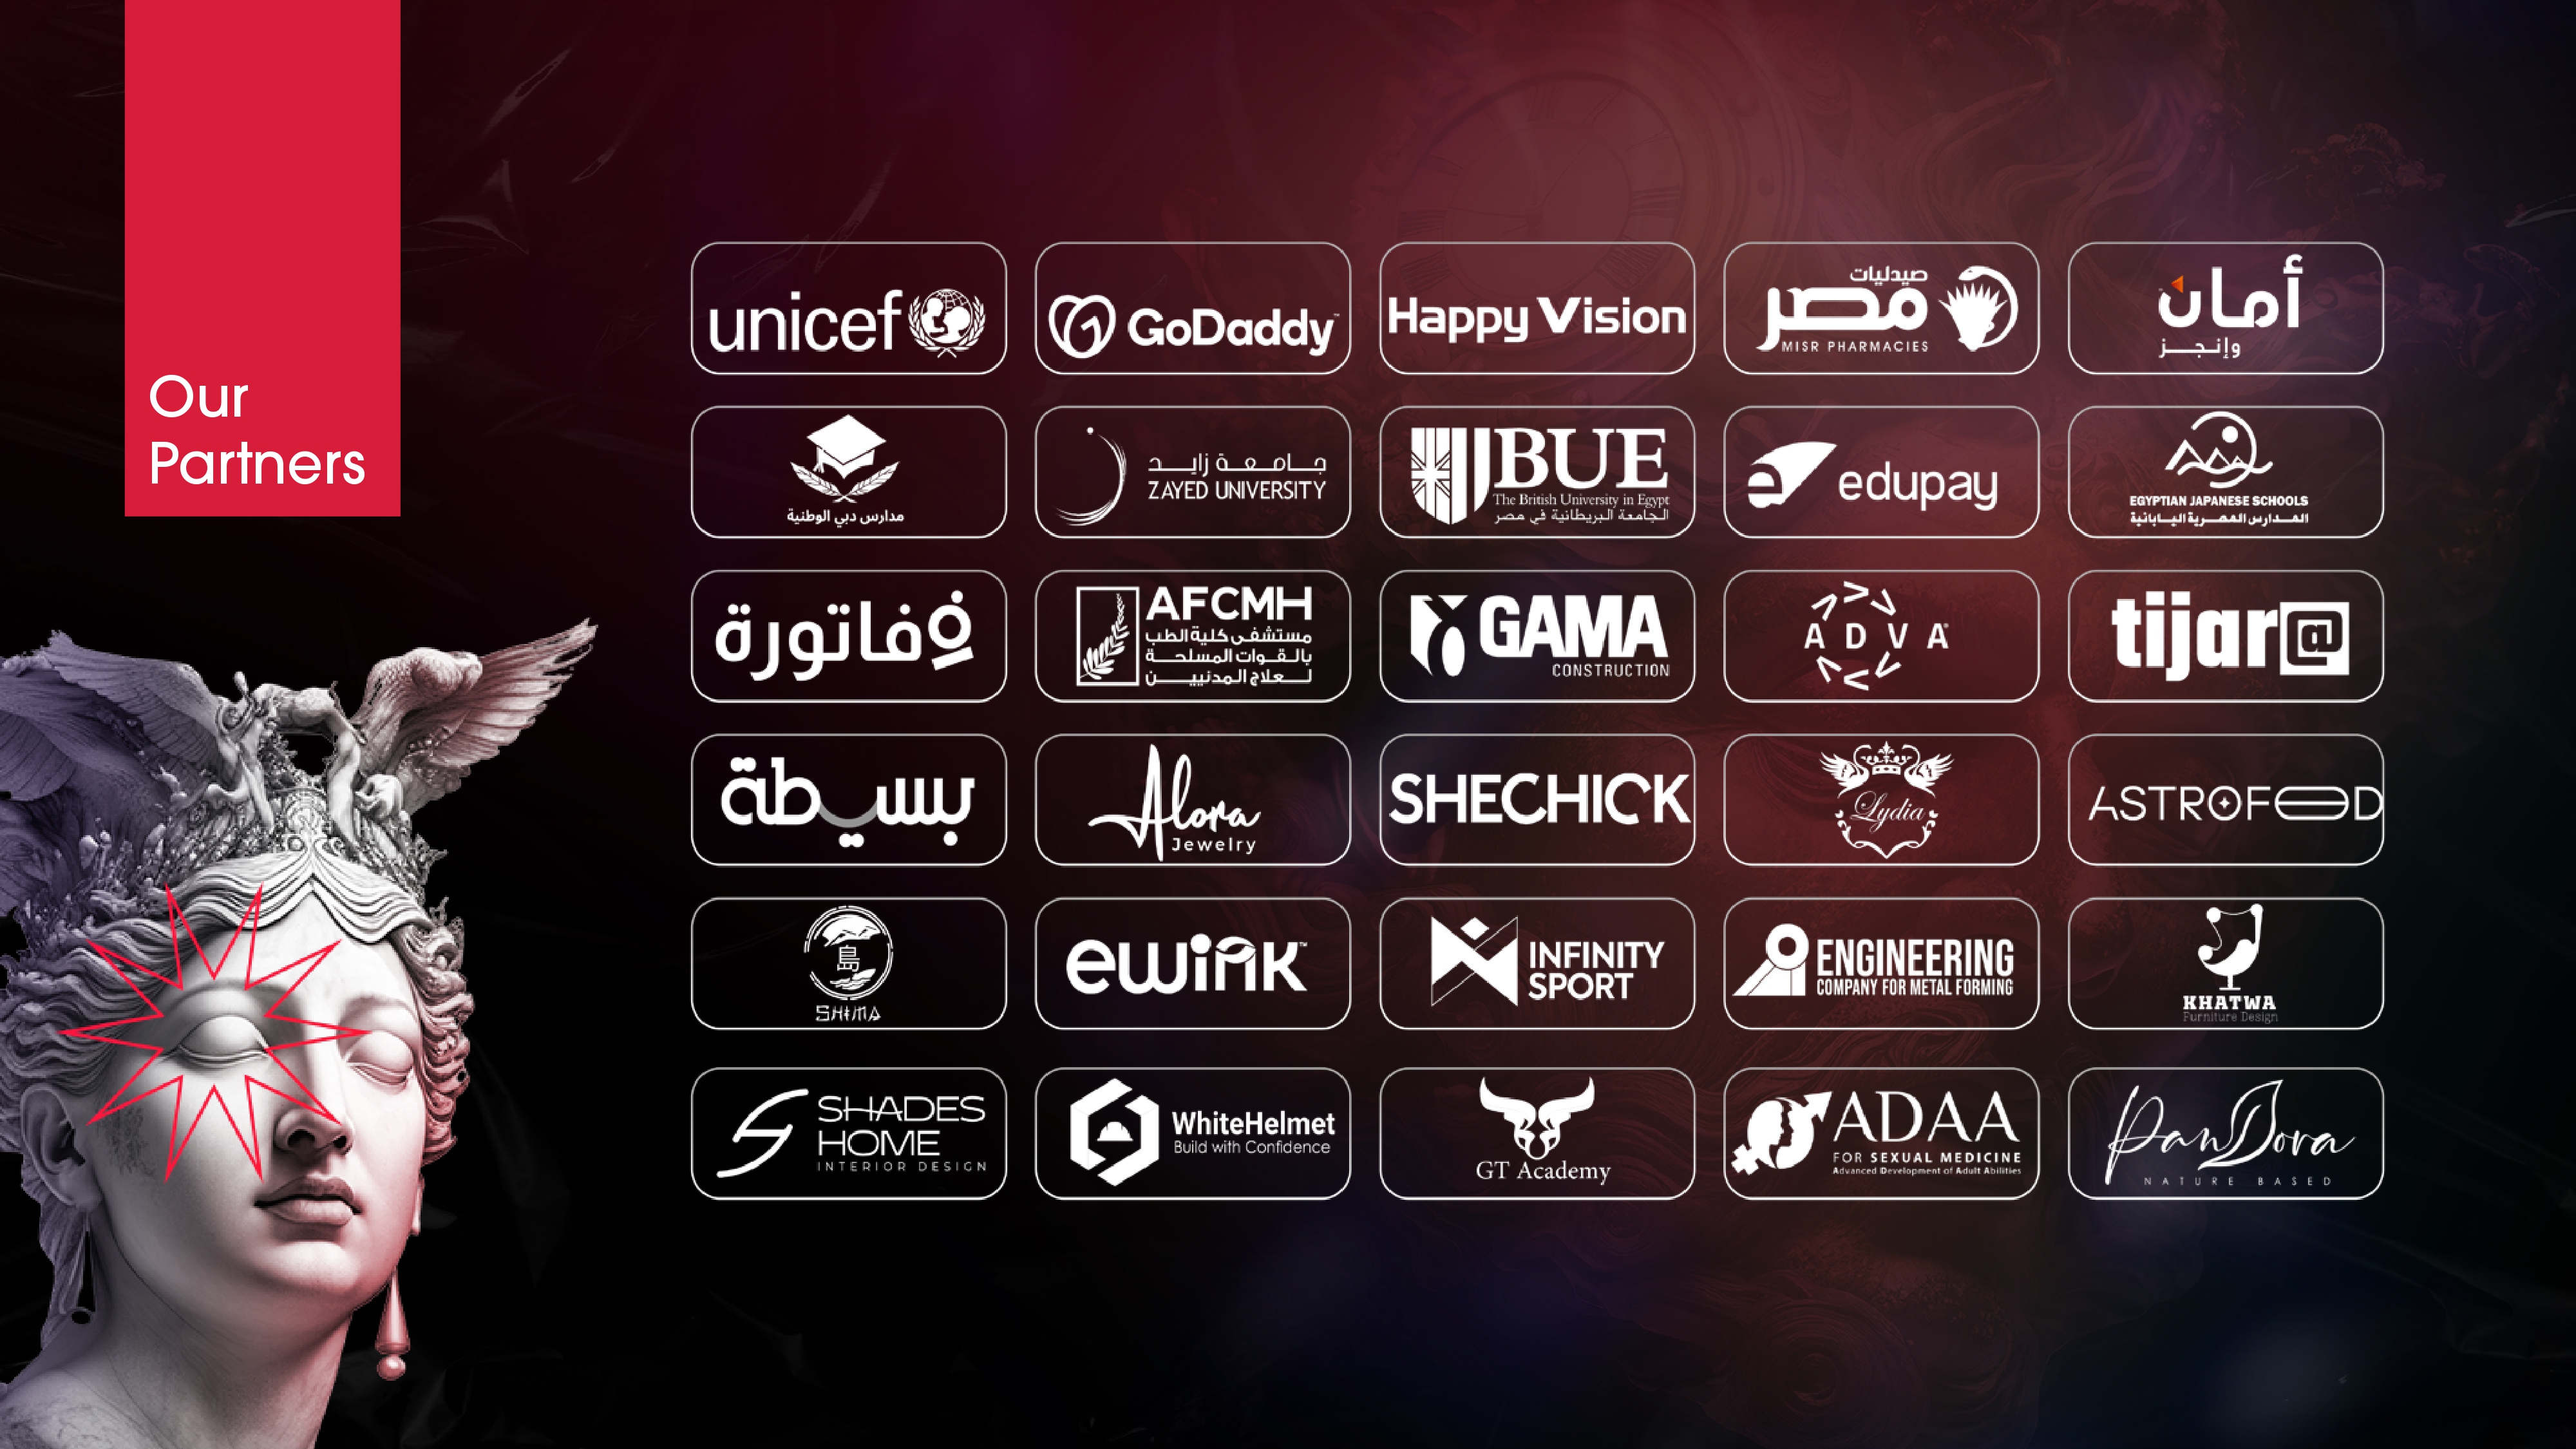 Our
Partners
unicef
GoDaddy™
Happy Vision
صيدليات
مصر
MISR PHARMACIES
أمان
وإنجز
مدارس دبي الوطنية
جامعة زايد
ZAYED UNIVERSITY
BUE
The British University in Egypt
الجامعة البريطانية في مصر
edupay
EGYPTIAN JAPANESE SCHOOLS
المدارس المصرية اليابانية
فاتورة
AFCMH
مستشفى كلية الطب
بالقوات المسلحة
لعلاج المدنيين
GAMA
CONSTRUCTION
ADVA
tijar@
بسيطة
Alora
Jewelry
SHECHICK
Lydia
ASTROFOOD
島
SHIMA
ewink™
INFINITY
SPORT
ENGINEERING
COMPANY FOR METAL FORMING
KHATWA
Furniture Design
SHADES
HOME
INTERIOR DESIGN
WhiteHelmet
Build with Confidence
GT Academy
ADAA
FOR SEXUAL MEDICINE
Advanced Development of Adult Abilities
Pandora
NATURE BASED